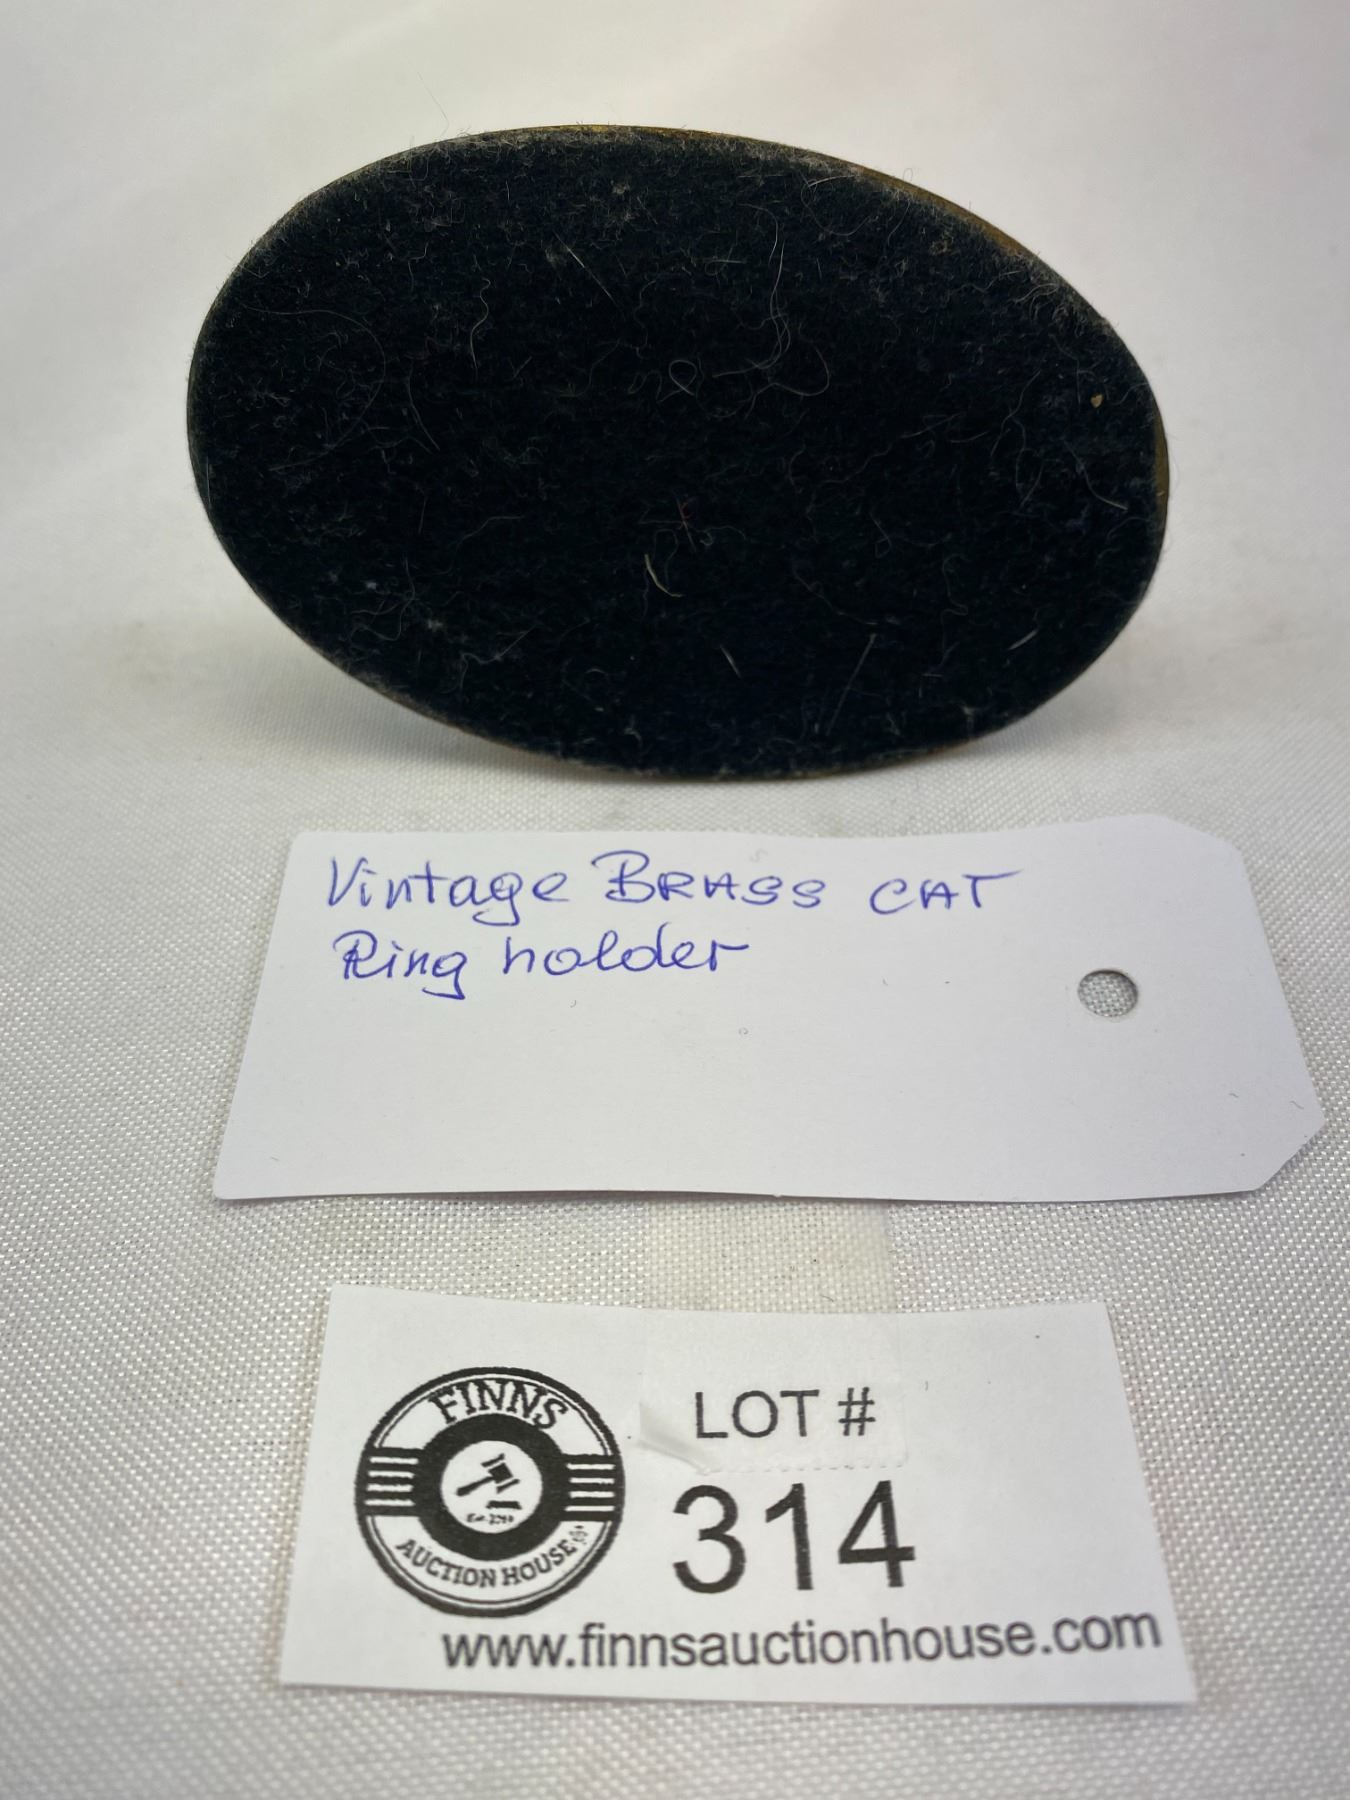 Vintage BRASS CAT
Ring holder
FINNS
AUCTION HOUSE
LOT #
314
www.finnsauctionhouse.com